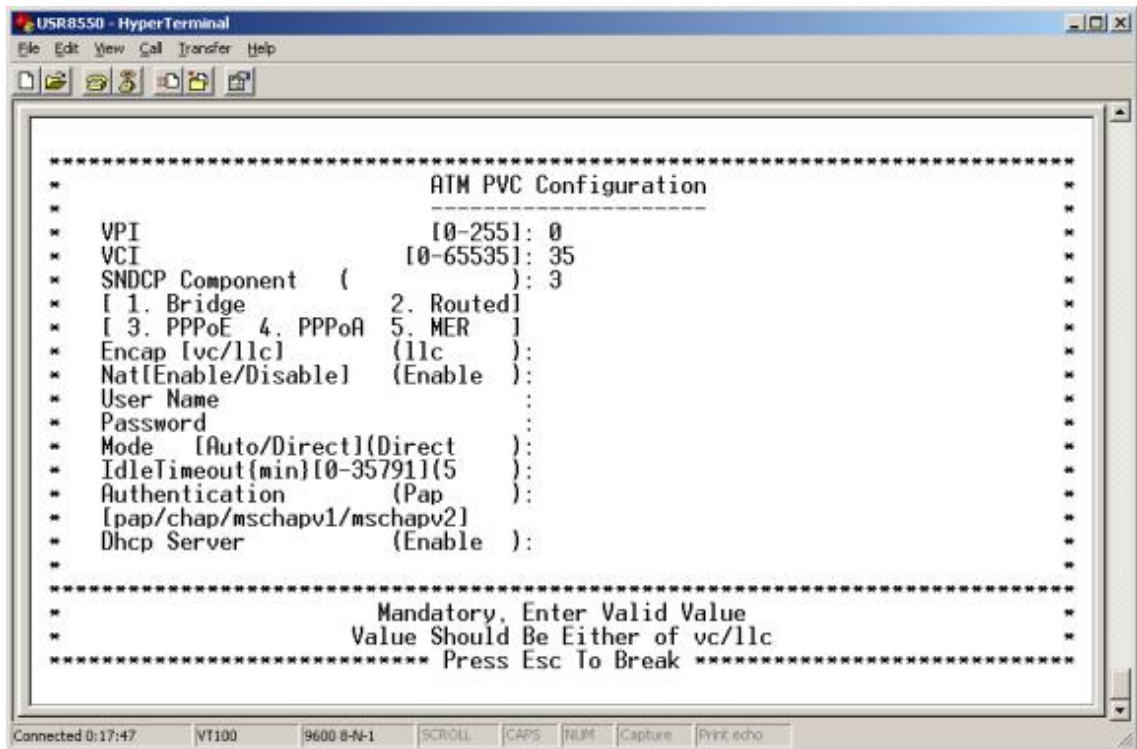 USR8550 - HyperTerminal
File Edit View Call Transfer Help
*******************************************************************************
* ATM PVC Configuration *
* --------------------- *
* VPI [0-255]: 0 *
* VCI [0-65535]: 35 *
* SNDCP Component ( ): 3 *
* [ 1. Bridge 2. Routed] *
* [ 3. PPPoE 4. PPPoA 5. MER ] *
* Encap [vc/llc] (llc ): *
* Nat[Enable/Disable] (Enable ): *
* User Name : *
* Password : *
* Mode [Auto/Direct](Direct ): *
* IdleTimeout{min}[0-35791](5 ): *
* Authentication (Pap ): *
* [pap/chap/mschapv1/mschapv2] *
* Dhcp Server (Enable ): *
* *
*******************************************************************************
* Mandatory, Enter Valid Value *
* Value Should Be Either of vc/llc *
***************************** Press Esc To Break *****************************
Connected 0:17:47 VT100 9600 8-N-1 SCROLL CAPS NUM Capture Print echo